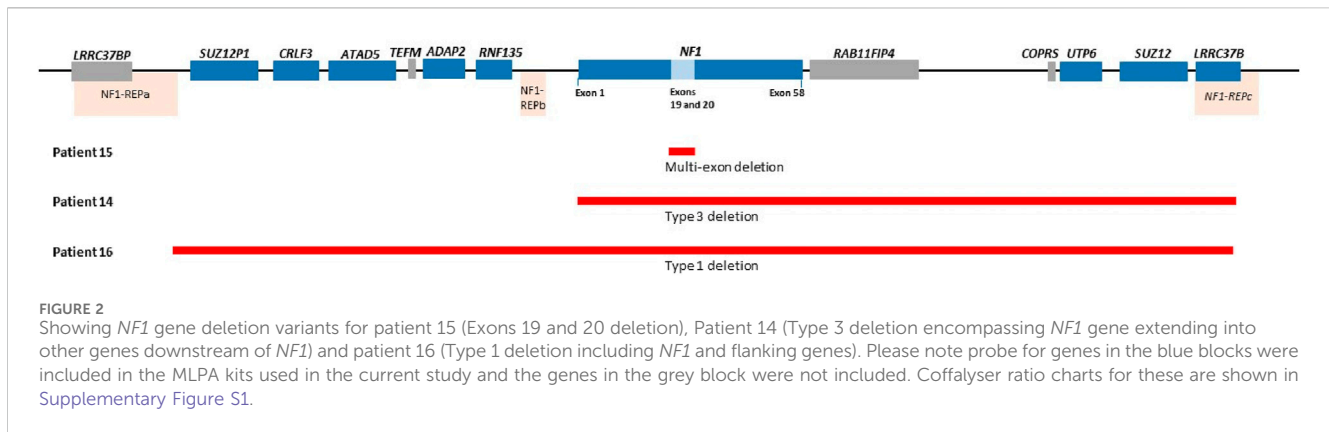 LRRC37BP SUZ12P1 CRLF3 ATAD5 TEFM ADAP2 RNF135 NF1 RAB11FIP4 COPRS UTP6 SUZ12 LRRC37B
NF1-REPa NF1-REPb Exon 1 Exons 19 and 20 Exon 58 NF1-REPc
Patient 15
Multi-exon deletion
Patient 14
Type 3 deletion
Patient 16
Type 1 deletion
FIGURE 2
Showing NF1 gene deletion variants for patient 15 (Exons 19 and 20 deletion), Patient 14 (Type 3 deletion encompassing NF1 gene extending into
other genes downstream of NF1) and patient 16 (Type 1 deletion including NF1 and flanking genes). Please note probe for genes in the blue blocks were
included in the MLPA kits used in the current study and the genes in the grey block were not included. Coffalyser ratio charts for these are shown in
Supplementary Figure S1.